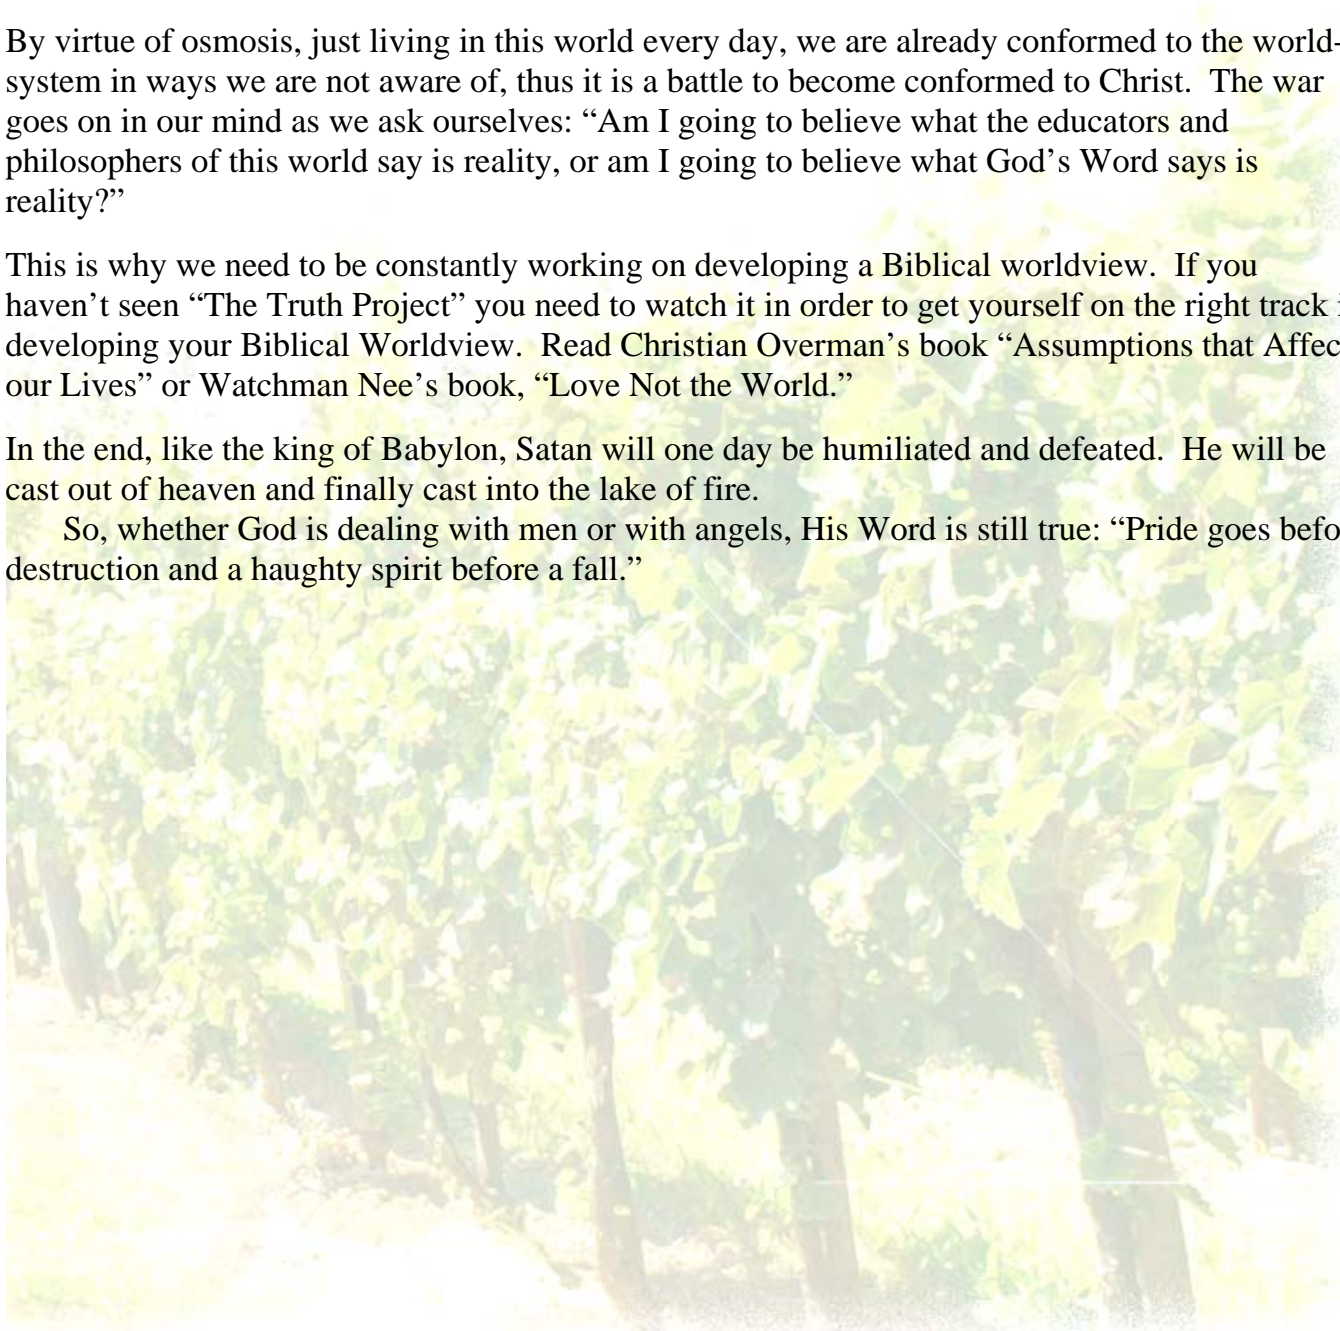 By virtue of osmosis, just living in this world every day, we are already conformed to the world-
system in ways we are not aware of, thus it is a battle to become conformed to Christ.  The war
goes on in our mind as we ask ourselves: “Am I going to believe what the educators and
philosophers of this world say is reality, or am I going to believe what God’s Word says is
reality?”
This is why we need to be constantly working on developing a Biblical worldview.  If you
haven’t seen “The Truth Project” you need to watch it in order to get yourself on the right track
developing your Biblical Worldview.  Read Christian Overman’s book “Assumptions that Affec
our Lives” or Watchman Nee’s book, “Love Not the World.”
In the end, like the king of Babylon, Satan will one day be humiliated and defeated.  He will be
cast out of heaven and finally cast into the lake of fire.
So, whether God is dealing with men or with angels, His Word is still true: “Pride goes befo
destruction and a haughty spirit before a fall.”